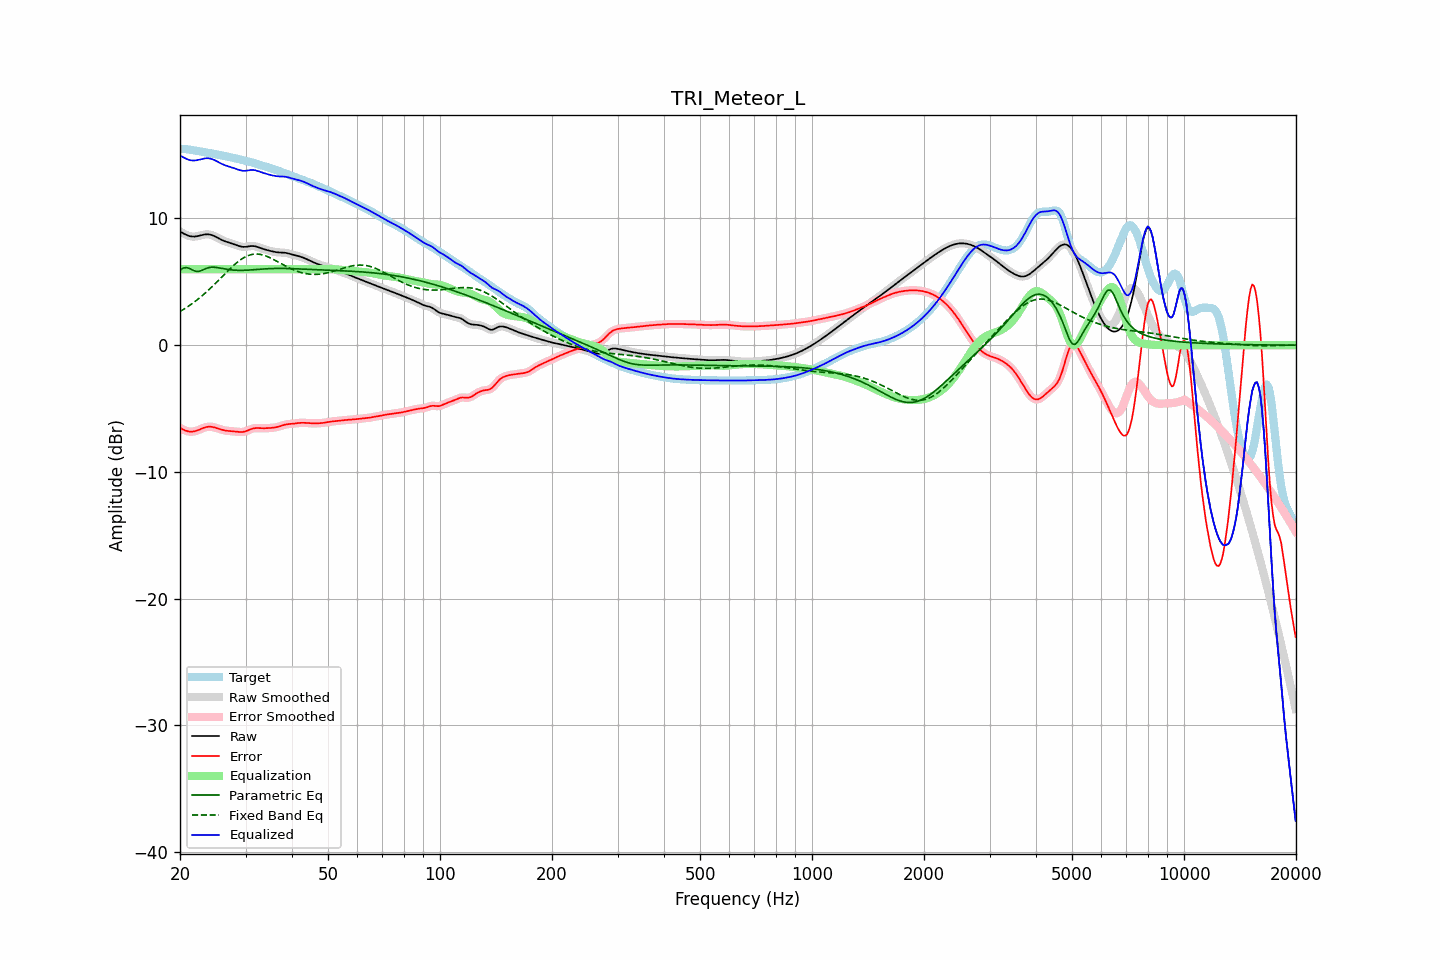 TRI_Meteor_L
Amplitude (dBr)
10
0
−10
−20
−30
−40
Target
Raw Smoothed
Error Smoothed
Raw
Error
Equalization
Parametric Eq
Fixed Band Eq
Equalized
20 50 100 200 500 1000 2000 5000 10000 20000
Frequency (Hz)